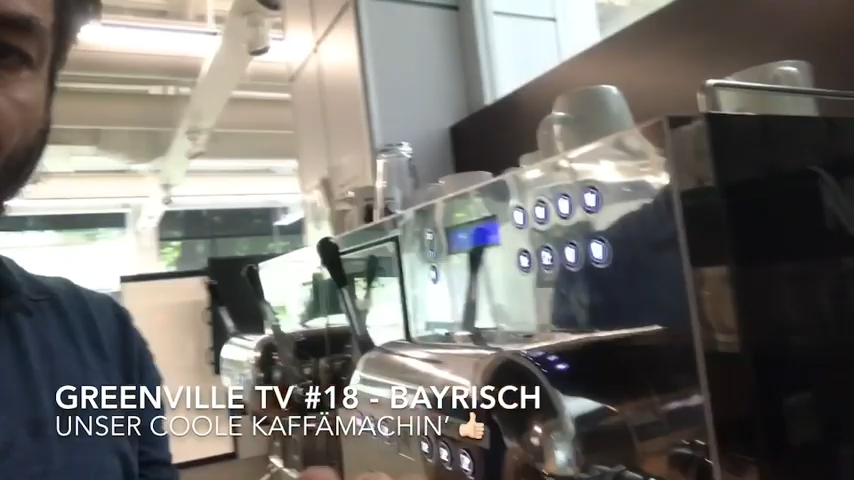 GREENVILLE TV #18 - BAYRISCH
UNSER COOLE KAFFÄMACHIN’ 👍